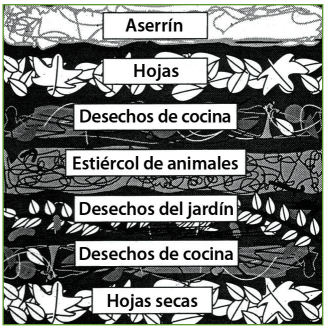 Aserrín
Hojas
Desechos de cocina
Estiércol de animales
Desechos del jardín
Desechos de cocina
Hojas secas